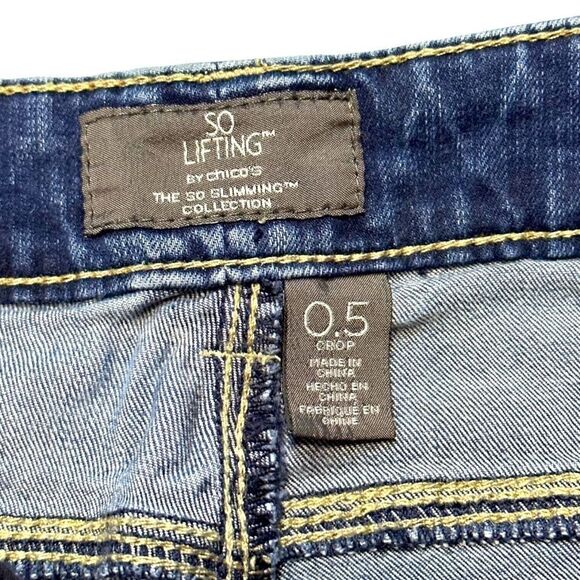 SO
LIFTING™
BY chico's
THE SO SLIMMING™
COLLECTION
0.5
CROP
MADE IN
CHINA
HECHO EN
CHINA
FABRIQUE EN
CHINE